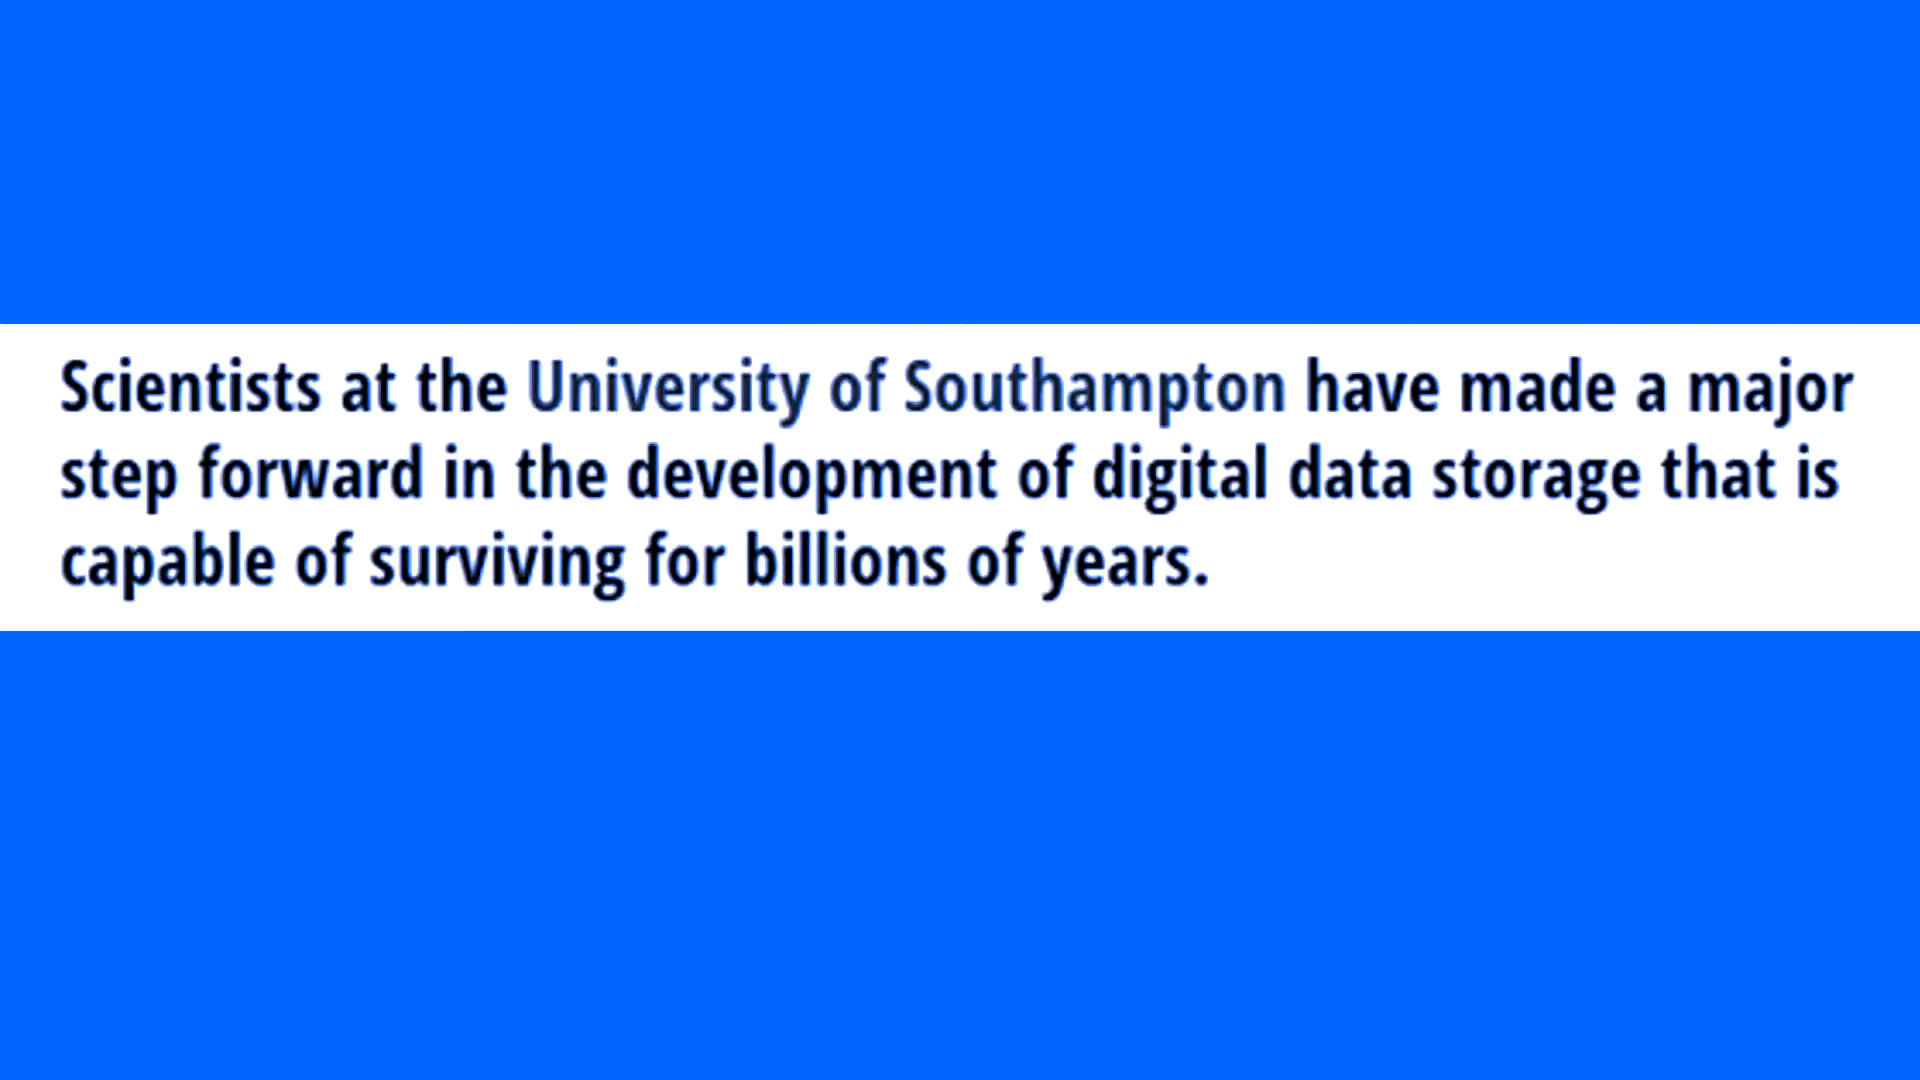 Scientists at the University of Southampton have made a major
step forward in the development of digital data storage that is
capable of surviving for billions of years.